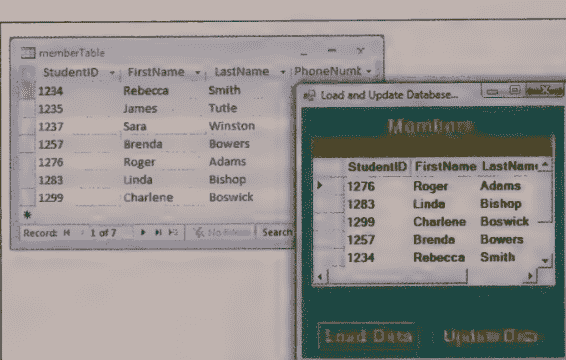 memberTable
StudentID FirstName LastName PhoneNumb
1234 Rebecca Smith
1235 James Tutle
1237 Sara Winston
1257 Brenda Bowers
1276 Roger Adams
1283 Linda Bishop
1299 Charlene Boswick
Record: 1 of 7 No Filter Search
Load and Update Database...
Members
StudentID FirstName LastName
1276 Roger Adams
1283 Linda Bishop
1299 Charlene Boswick
1257 Brenda Bowers
1234 Rebecca Smith
Load Data Update Data